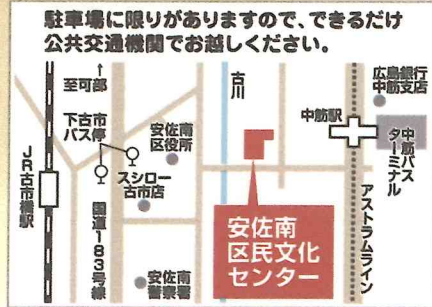 駐車場に限りがありますので、できるだけ
公共交通機関でお越しください。
↑
至可部
下古市
バス停
安佐南
区役所
スシロー
古市店
JR古市橋駅
国道183号線
安佐南
警察署
古川
安佐南
区民文化
センター
中筋駅
広島銀行
中筋支店
中筋バス
ターミナル
アストラムライン